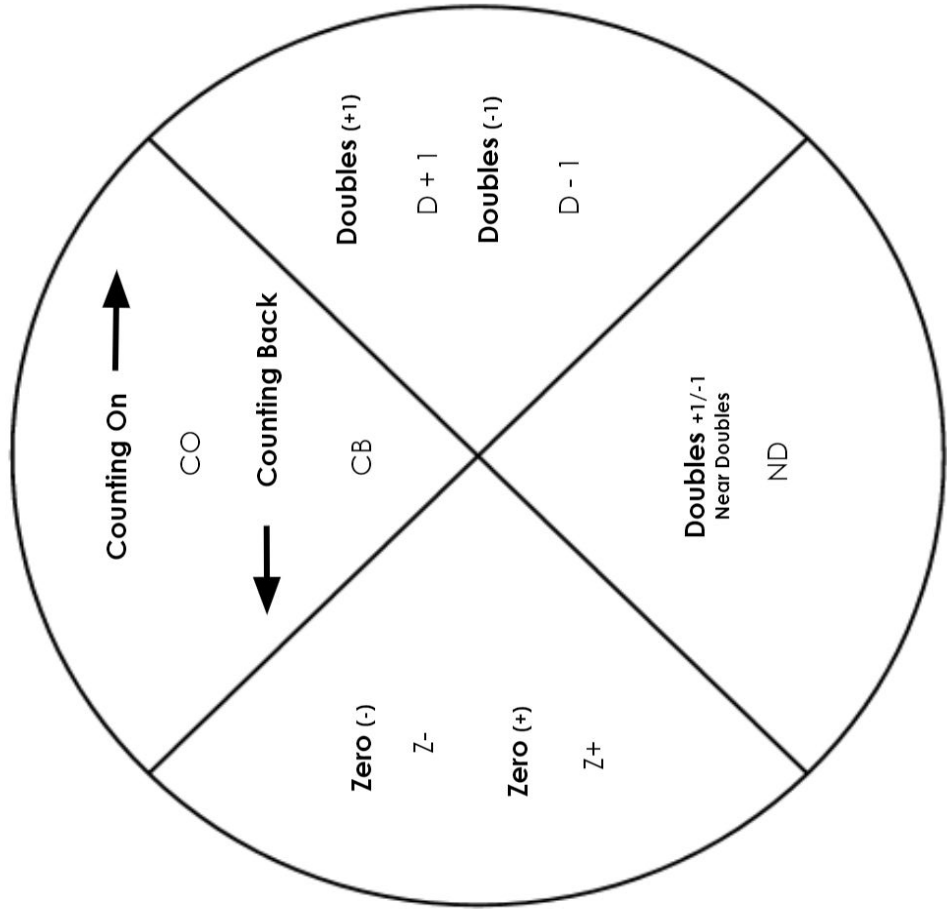 Counting On
CO
Counting Back
CB
Doubles (+1)
D + 1
Doubles (-1)
D - 1
Zero (-)
Z-
Zero (+)
Z+
Doubles +1/-1
Near Doubles
ND